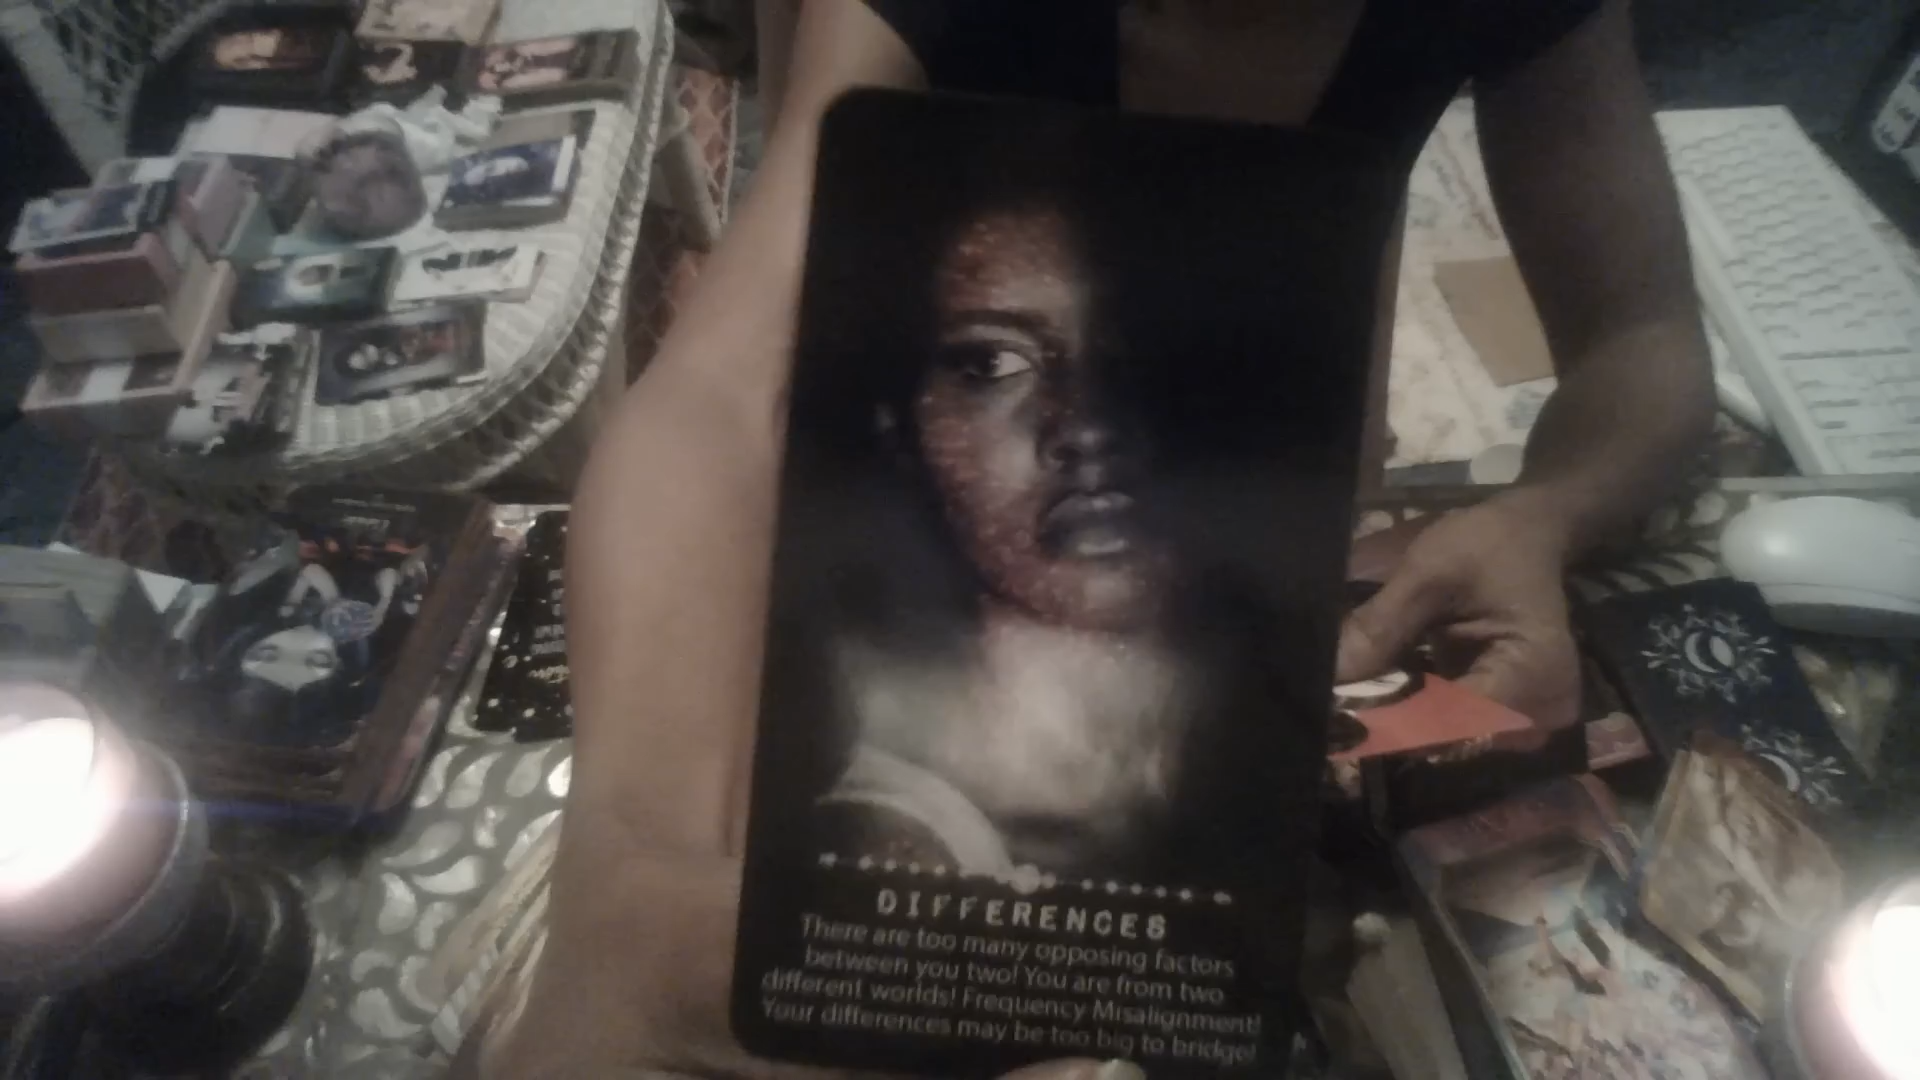 DIFFERENCES
There are too many opposing factors
between you two! You are from two
different worlds! Frequency Misalignment!
Your differences may be too big to bridge!